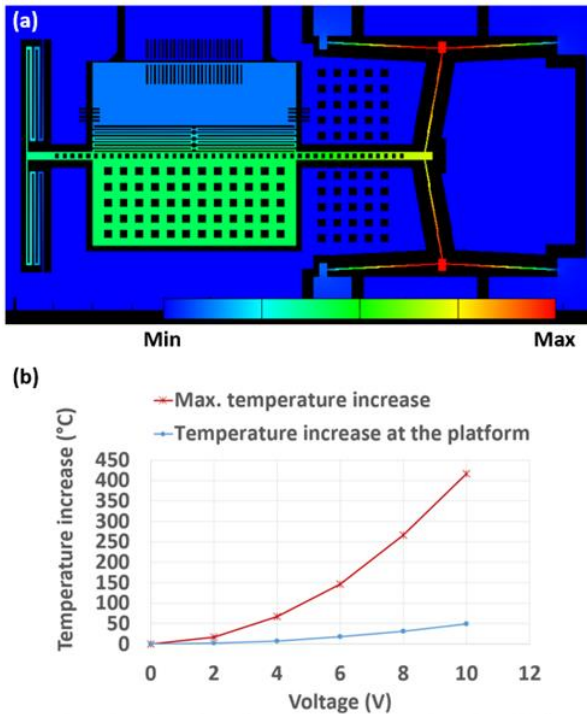 (a)
Min
Max
(b)
Max. temperature increase
Temperature increase at the platform
Temperature increase (°C)
450
400
350
300
250
200
150
100
50
0
0 2 4 6 8 10 12
Voltage (V)